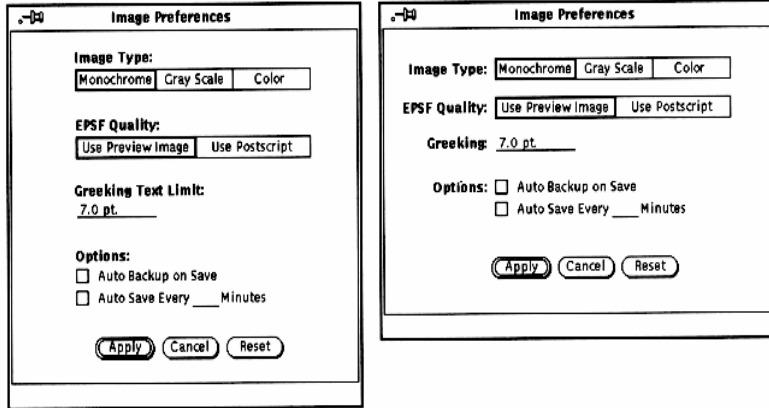 Image Preferences
Image Type:
Monochrome Gray Scale Color
EPSF Quality:
Use Preview Image Use Postscript
Greeking Text Limit:
7.0 pt.
Options:
Auto Backup on Save
Auto Save Every ___ Minutes
Apply Cancel Reset
Image Preferences
Image Type: Monochrome Gray Scale Color
EPSF Quality: Use Preview Image Use Postscript
Greeking: 7.0 pt.
Options: Auto Backup on Save
Auto Save Every ___ Minutes
Apply Cancel Reset